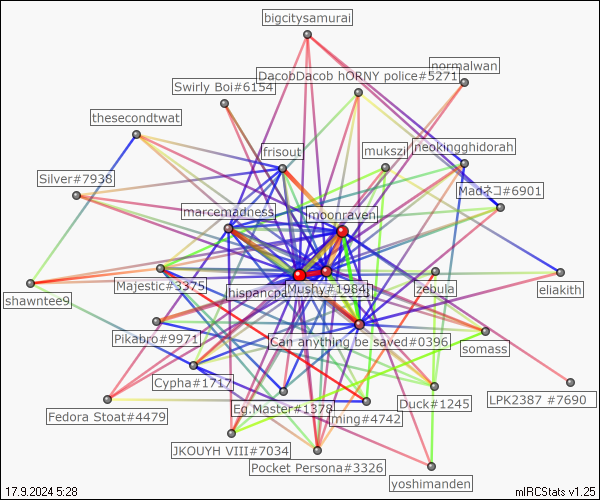 bigcitysamurai
normalwan
DacobDacob hORNY police#5271
Swirly Boi#6154
thesecondtwat
frisout
mukszil
neokingghidorah
Silver#7938
Madネコ#6901
marcemadness
moonraven
Majestic#3375
hispancpa
Mushy#1984
zebula
eliakith
shawntee9
Pikabro#9971
Can anything be saved#0396
somass
Cypha#1717
Eg.Master#1378
Duck#1245
LPK2387 #7690
Fedora Stoat#4479
ming#4742
JKOUYH VIII#7034
Pocket Persona#3326
yoshimanden
17.9.2024 5:28
mIRCStats v1.25